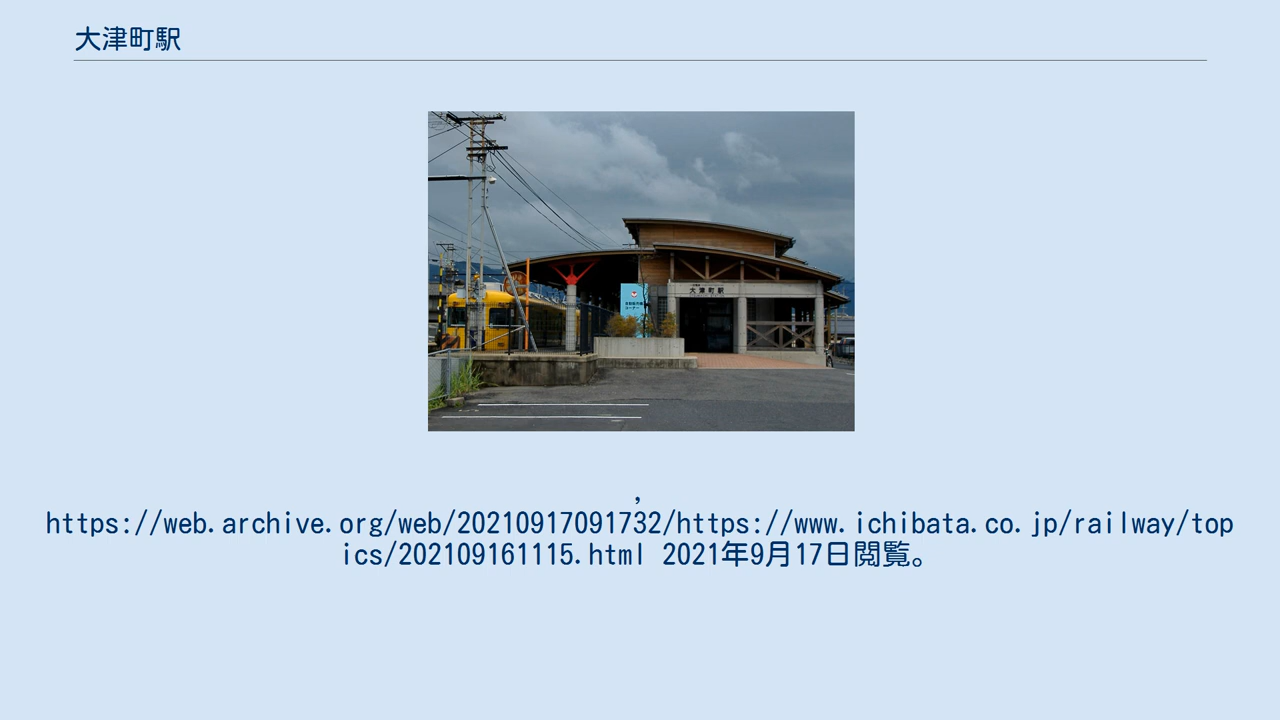 大津町駅
大津町駅
,
https://web.archive.org/web/20210917091732/https://www.ichibata.co.jp/railway/top
ics/202109161115.html 2021年9月17日閲覧。